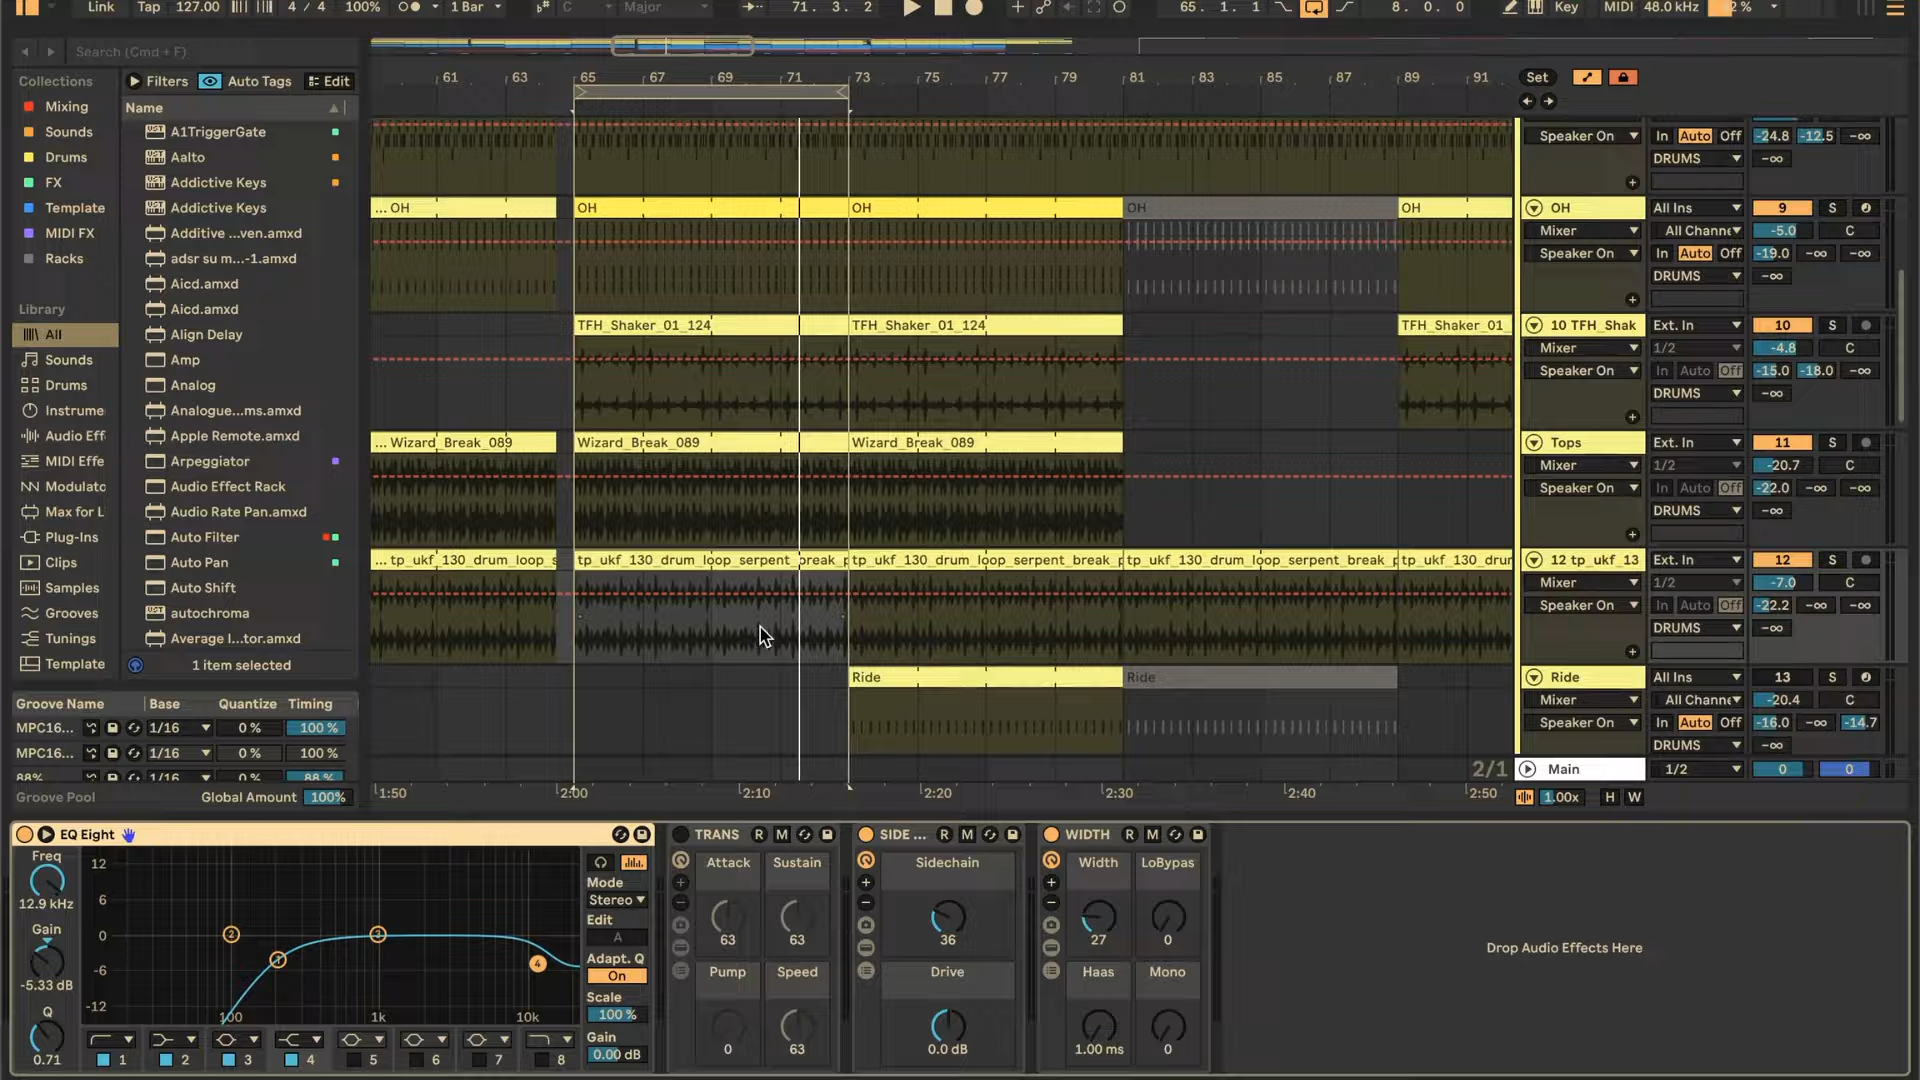 Link Tap 127.00 4 / 4 100% 1 Bar C Major 71. 3. 2 65. 1. 1 8. 0. 0 Key MIDI 48.0 kHz 2 %
Search (Cmd + F)
Collections
Mixing
Sounds
Drums
FX
Template
MIDI FX
Racks
Library
All
Sounds
Drums
Instrume
Audio Eff
MIDI Effe
Modulato
Max for L
Plug-Ins
Clips
Samples
Grooves
Tunings
Template
Filters Auto Tags Edit
Name
A1TriggerGate
Aalto
Addictive Keys
Addictive Keys
Additive ...ven.amxd
adsr su m...-1.amxd
Aicd.amxd
Aicd.amxd
Align Delay
Amp
Analog
Analogue...ms.amxd
Apple Remote.amxd
Arpeggiator
Audio Effect Rack
Audio Rate Pan.amxd
Auto Filter
Auto Pan
Auto Shift
autochroma
Average l...tor.amxd
1 item selected
Groove Name Base Quantize Timing
MPC16... 1/16 0 % 100 %
MPC16... 1/16 0 % 100 %
88% 1/16 0 % 88 %
Groove Pool Global Amount 100%
61 63 65 67 69 71 73 75 77 79 81 83 85 87 89 91
... OH OH OH OH OH
TFH_Shaker_01_124 TFH_Shaker_01_124 TFH_Shaker_01_
... Wizard_Break_089 Wizard_Break_089 Wizard_Break_089
... tp_ukf_130_drum_loop_s tp_ukf_130_drum_loop_serpent_break_p tp_ukf_130_drum_loop_serpent_break_p tp_ukf_130_drum_loop_serpent_break_p tp_ukf_130_drur
Ride Ride
2/1
1:50 2:00 2:10 2:20 2:30 2:40 2:50
Set
Speaker On In Auto Off -24.8 -12.5 -∞
DRUMS -∞
OH All Ins 9 S
Mixer All Channe -5.0 C
Speaker On In Auto Off -19.0 -∞ -∞
DRUMS -∞
10 TFH_Shak Ext. In 10 S
Mixer 1/2 -4.8 C
Speaker On In Auto Off -15.0 -18.0 -∞
DRUMS -∞
Tops Ext. In 11 S
Mixer 1/2 -20.7 C
Speaker On In Auto Off -22.0 -∞ -∞
DRUMS -∞
12 tp_ukf_13 Ext. In 12 S
Mixer 1/2 -7.0 C
Speaker On In Auto Off -22.2 -∞ -∞
DRUMS -∞
Ride All Ins 13 S
Mixer All Channe -20.4 C
Speaker On In Auto Off -16.0 -∞ -14.7
DRUMS -∞
Main 1/2 0 0
1.00x H W
EQ Eight
Freq
12.9 kHz
Gain
-5.33 dB
Q
0.71
12
6
0
-6
-12
100 1k 10k
1 2 3 4
1 2 3 4 5 6 7 8
Mode
Stereo
Edit
A
Adapt. Q
On
Scale
100 %
Gain
0.00 dB
TRANS R M
Attack Sustain
63 63
Pump Speed
0 63
SIDE ... R M
Sidechain
36
Drive
0.0 dB
WIDTH R M
Width LoBypas
27 0
Haas Mono
1.00 ms 0
Drop Audio Effects Here